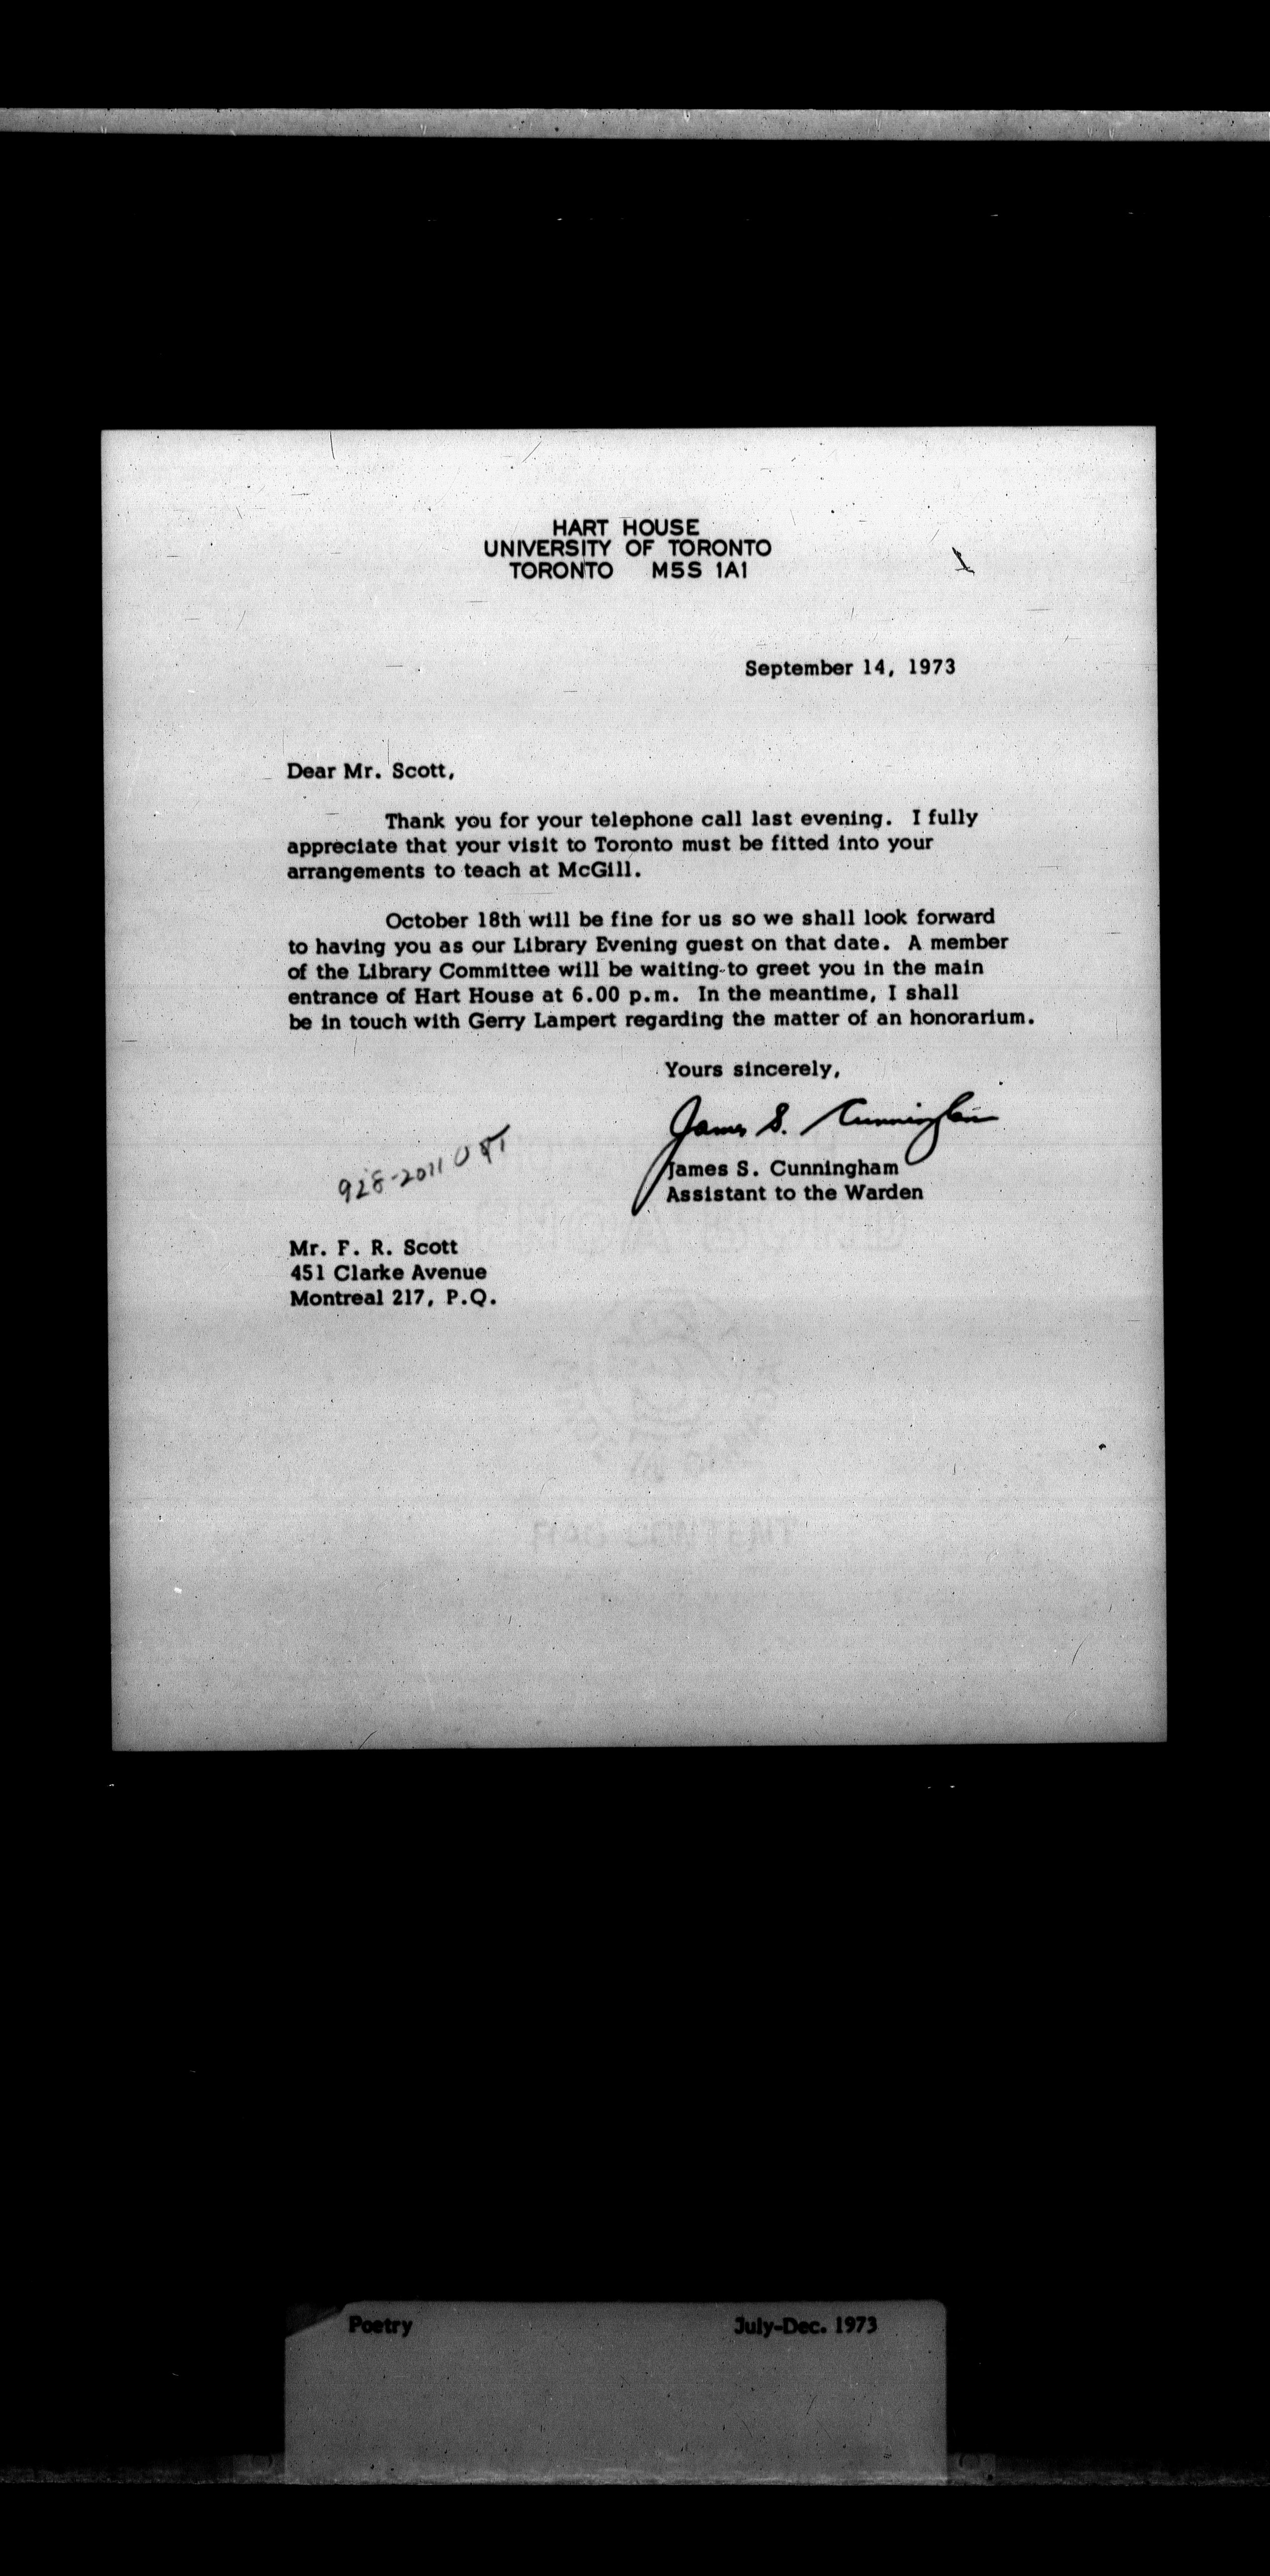 HART HOUSE
UNIVERSITY OF TORONTO
TORONTO M5S 1A1
September 14, 1973
Dear Mr. Scott,
Thank you for your telephone call last evening. I fully
appreciate that your visit to Toronto must be fitted into your
arrangements to teach at McGill.
October 18th will be fine for us so we shall look forward
to having you as our Library Evening guest on that date. A member
of the Library Committee will be waiting to greet you in the main
entrance of Hart House at 6.00 p.m. In the meantime, I shall
be in touch with Gerry Lampert regarding the matter of an honorarium.
Yours sincerely,
James S. Cunningham
James S. Cunningham
Assistant to the Warden
928-2011
Mr. F. R. Scott
451 Clarke Avenue
Montreal 217, P.Q.
Poetry July-Dec. 1973